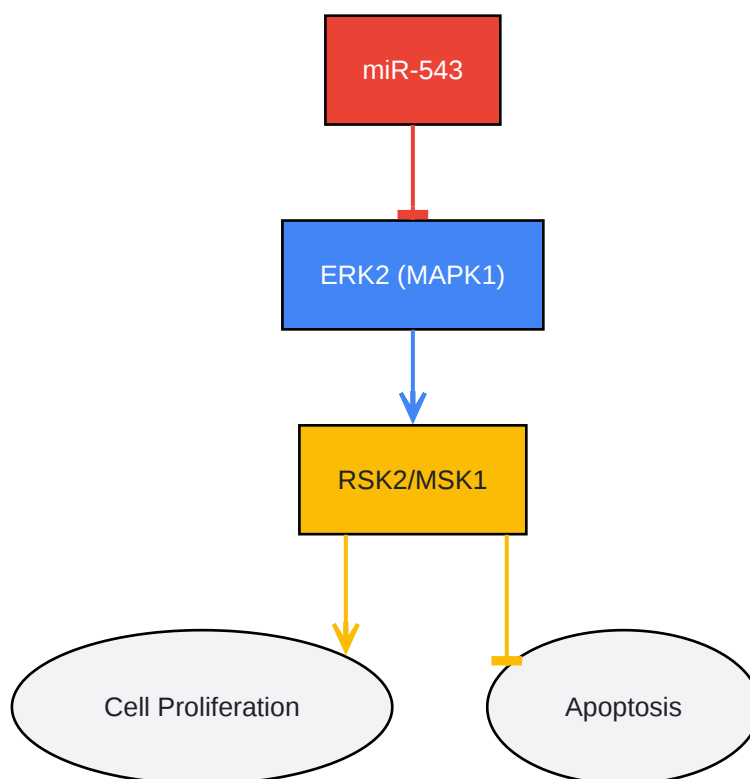 miR-543
ERK2 (MAPK1)
RSK2/MSK1
Cell Proliferation
Apoptosis